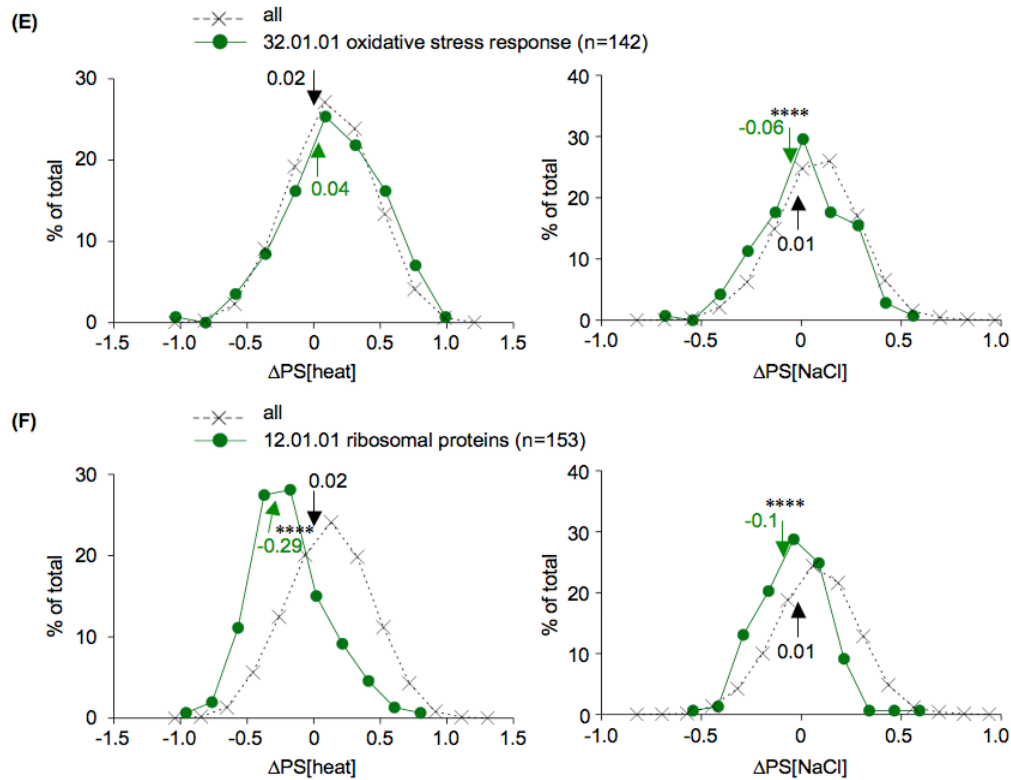 (E)
all
32.01.01 oxidative stress response (n=142)
% of total
30
20
10
0
0.02
0.04
-1.5 -1.0 -0.5 0 0.5 1.0 1.5
ΔPS[heat]
% of total
40
30
20
10
0
****
-0.06
0.01
-1.0 -0.5 0 0.5 1.0
ΔPS[NaCl]
(F)
all
12.01.01 ribosomal proteins (n=153)
% of total
30
20
10
0
0.02
****
-0.29
-1.5 -1.0 -0.5 0 0.5 1.0 1.5
ΔPS[heat]
% of total
40
30
20
10
0
****
-0.1
0.01
-1.0 -0.5 0 0.5 1.0
ΔPS[NaCl]